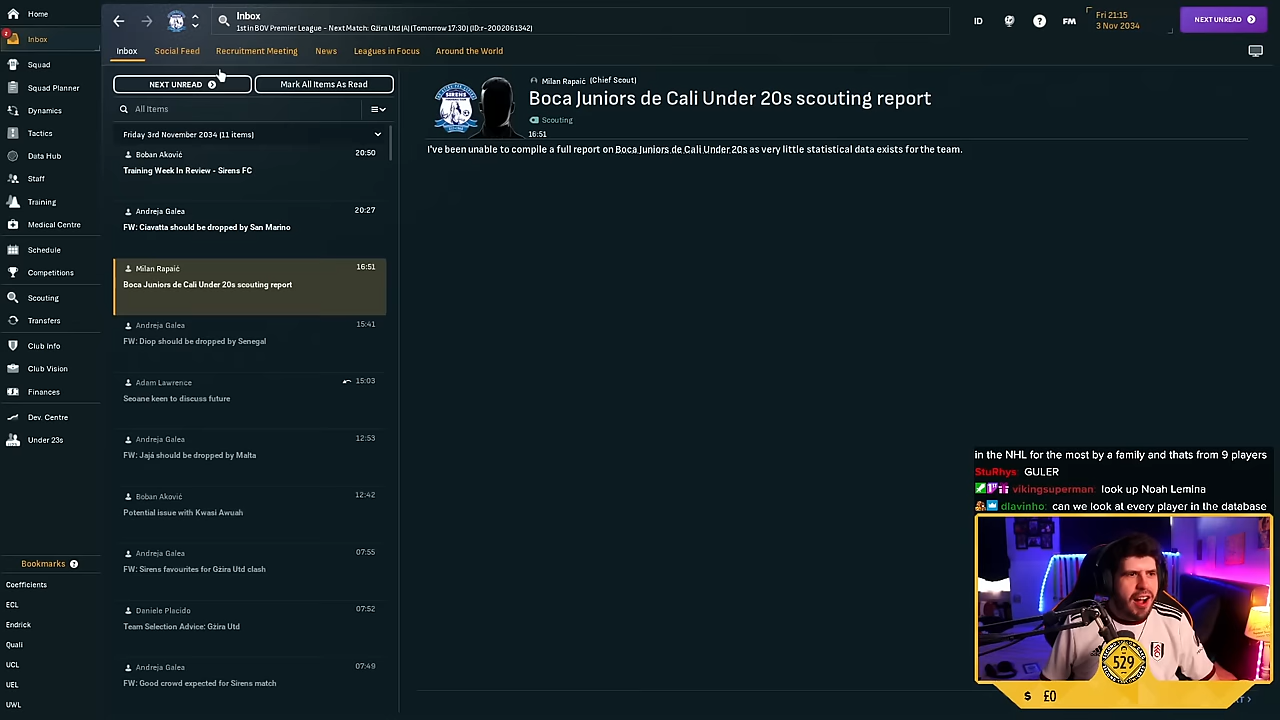 Home
2
Inbox
Squad
Squad Planner
Dynamics
Tactics
Data Hub
Staff
Training
Medical Centre
Schedule
Competitions
Scouting
Transfers
Club Info
Club Vision
Finances
Dev. Centre
Under 23s
Bookmarks ?
Coefficients
ECL
Endrick
Quali
UCL
UEL
UWL
Inbox
1st in BOV Premier League - Next Match: Gżira Utd (A) (Tomorrow 17:30) (ID:r-2002061342)
ID
?
FM
Fri 21:15
3 Nov 2034
NEXT UNREAD
Inbox
Social Feed
Recruitment Meeting
News
Leagues in Focus
Around the World
NEXT UNREAD
Mark All Items As Read
All Items
Friday 3rd November 2034 (11 items)
Boban Aković 20:50
Training Week In Review - Sirens FC
Andreja Galea 20:27
FW: Ciavatta should be dropped by San Marino
Milan Rapaić 16:51
Boca Juniors de Cali Under 20s scouting report
Andreja Galea 15:41
FW: Diop should be dropped by Senegal
Adam Lawrence 15:03
Seoane keen to discuss future
Andreja Galea 12:53
FW: Jajá should be dropped by Malta
Boban Aković 12:42
Potential issue with Kwasi Awuah
Andreja Galea 07:55
FW: Sirens favourites for Gżira Utd clash
Daniele Placido 07:52
Team Selection Advice: Gżira Utd
Andreja Galea 07:49
FW: Good crowd expected for Sirens match
SIRENS
Milan Rapaić (Chief Scout)
Boca Juniors de Cali Under 20s scouting report
Scouting
16:51
I've been unable to compile a full report on Boca Juniors de Cali Under 20s as very little statistical data exists for the team.
in the NHL for the most by a family and thats from 9 players
StuRhys: GULER
vikingsuperman: look up Noah Lemina
dlavinho: can we look at every player in the database
529
$ £0